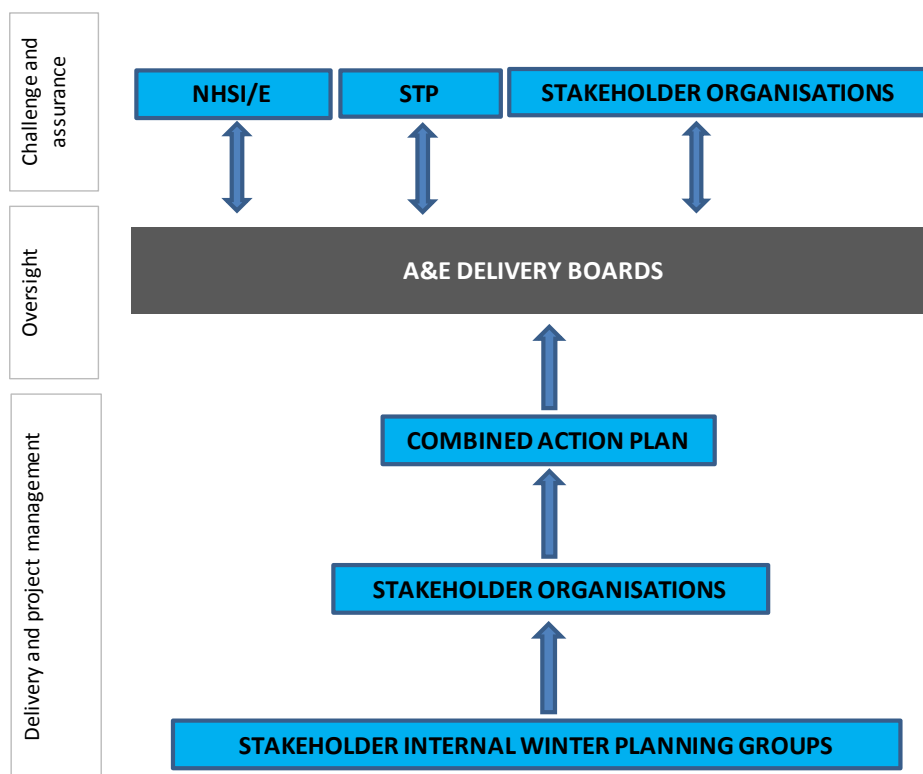 Challenge and
assurance
NHSI/E
STP
STAKEHOLDER ORGANISATIONS
Oversight
A&E DELIVERY BOARDS
Delivery and project management
COMBINED ACTION PLAN
STAKEHOLDER ORGANISATIONS
STAKEHOLDER INTERNAL WINTER PLANNING GROUPS